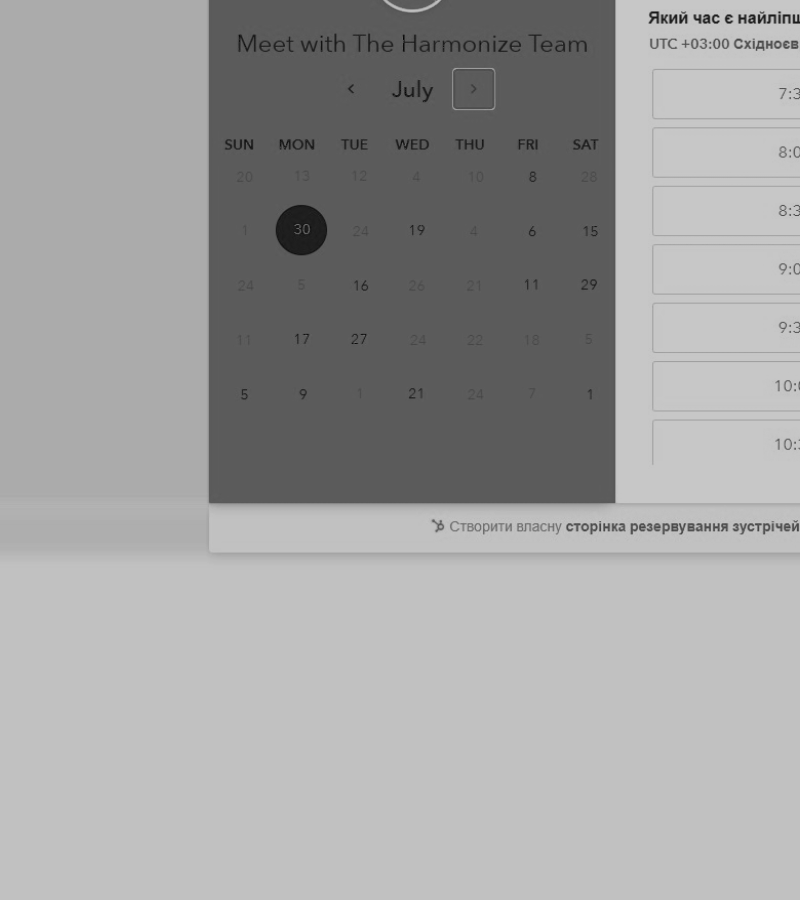 Meet with The Harmonize Team
July
SUN MON TUE WED THU FRI SAT
20 13 12 4 10 8 28
1 30 24 19 4 6 15
24 5 16 26 21 11 29
11 17 27 24 22 18 5
5 9 1 21 24 7 1
Який час є
UTC +03:00
7:3
8:0
8:3
9:0
9:3
10:0
10:3
Створити власну сторінка резервування зустрічей